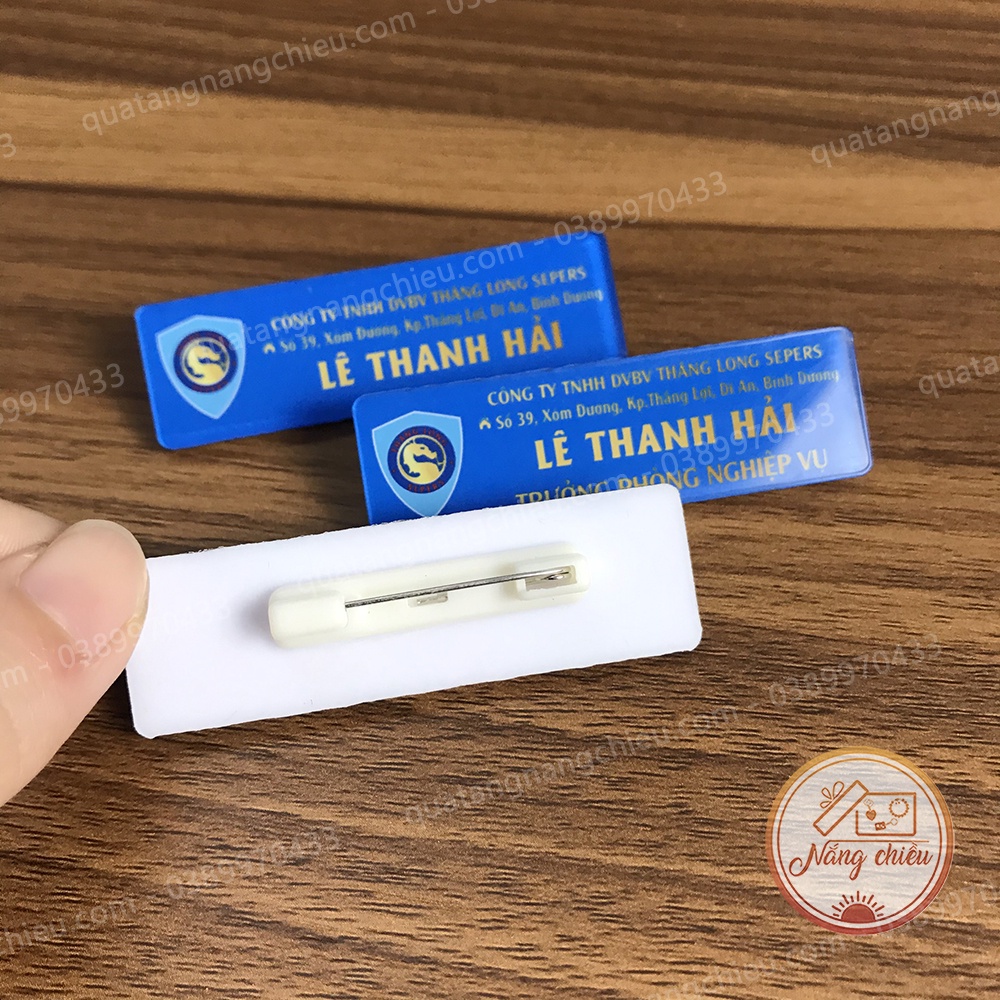 quatangnangchieu.com - 0389970433
CÔNG TY TNHH DVBV THĂNG LONG SEPERS
Số 39, Xóm Đương, Kp.Thắng Lợi, Dĩ An, Bình Dương
LÊ THANH HẢI
CÔNG TY TNHH DVBV THĂNG LONG SEPERS
Số 39, Xóm Đương, Kp.Thắng Lợi, Dĩ An, Bình Dương
LÊ THANH HẢI
TRƯỞNG PHÒNG NGHIỆP VỤ
Nắng chiều